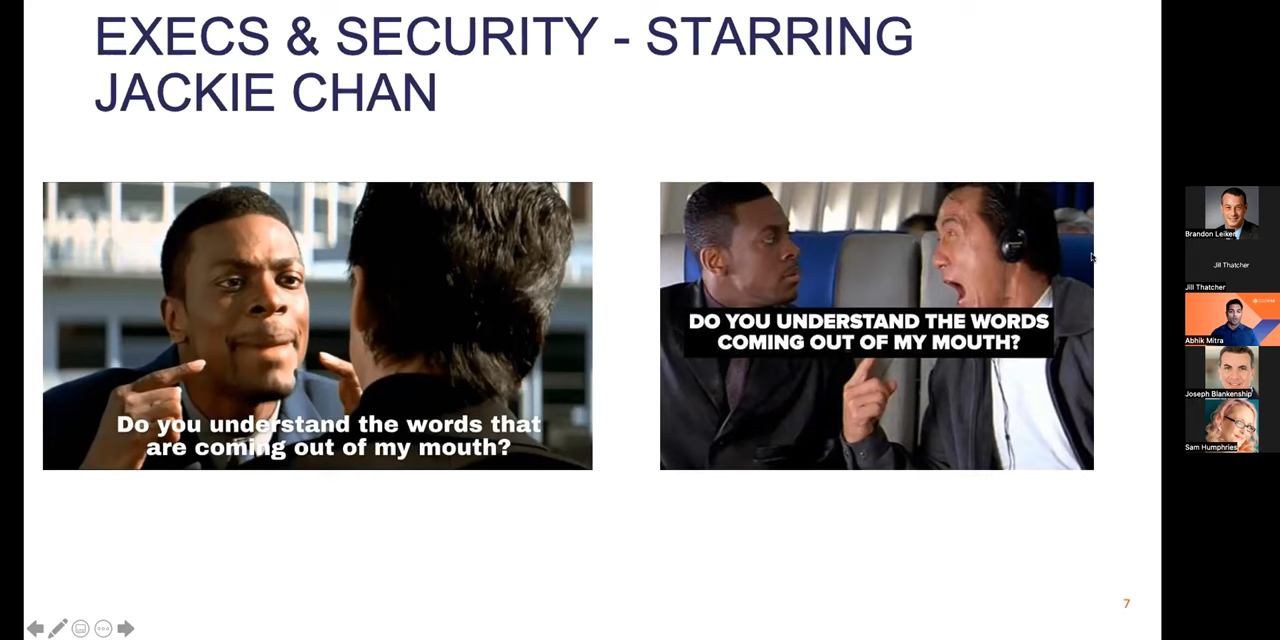 EXECS & SECURITY - STARRING
JACKIE CHAN
Do you understand the words that
are coming out of my mouth?
DO YOU UNDERSTAND THE WORDS
COMING OUT OF MY MOUTH?
7
Brandon Leiker
Jill Thatcher
Jill Thatcher
Abhik Mitra
Joseph Blankenship
Sam Humphries